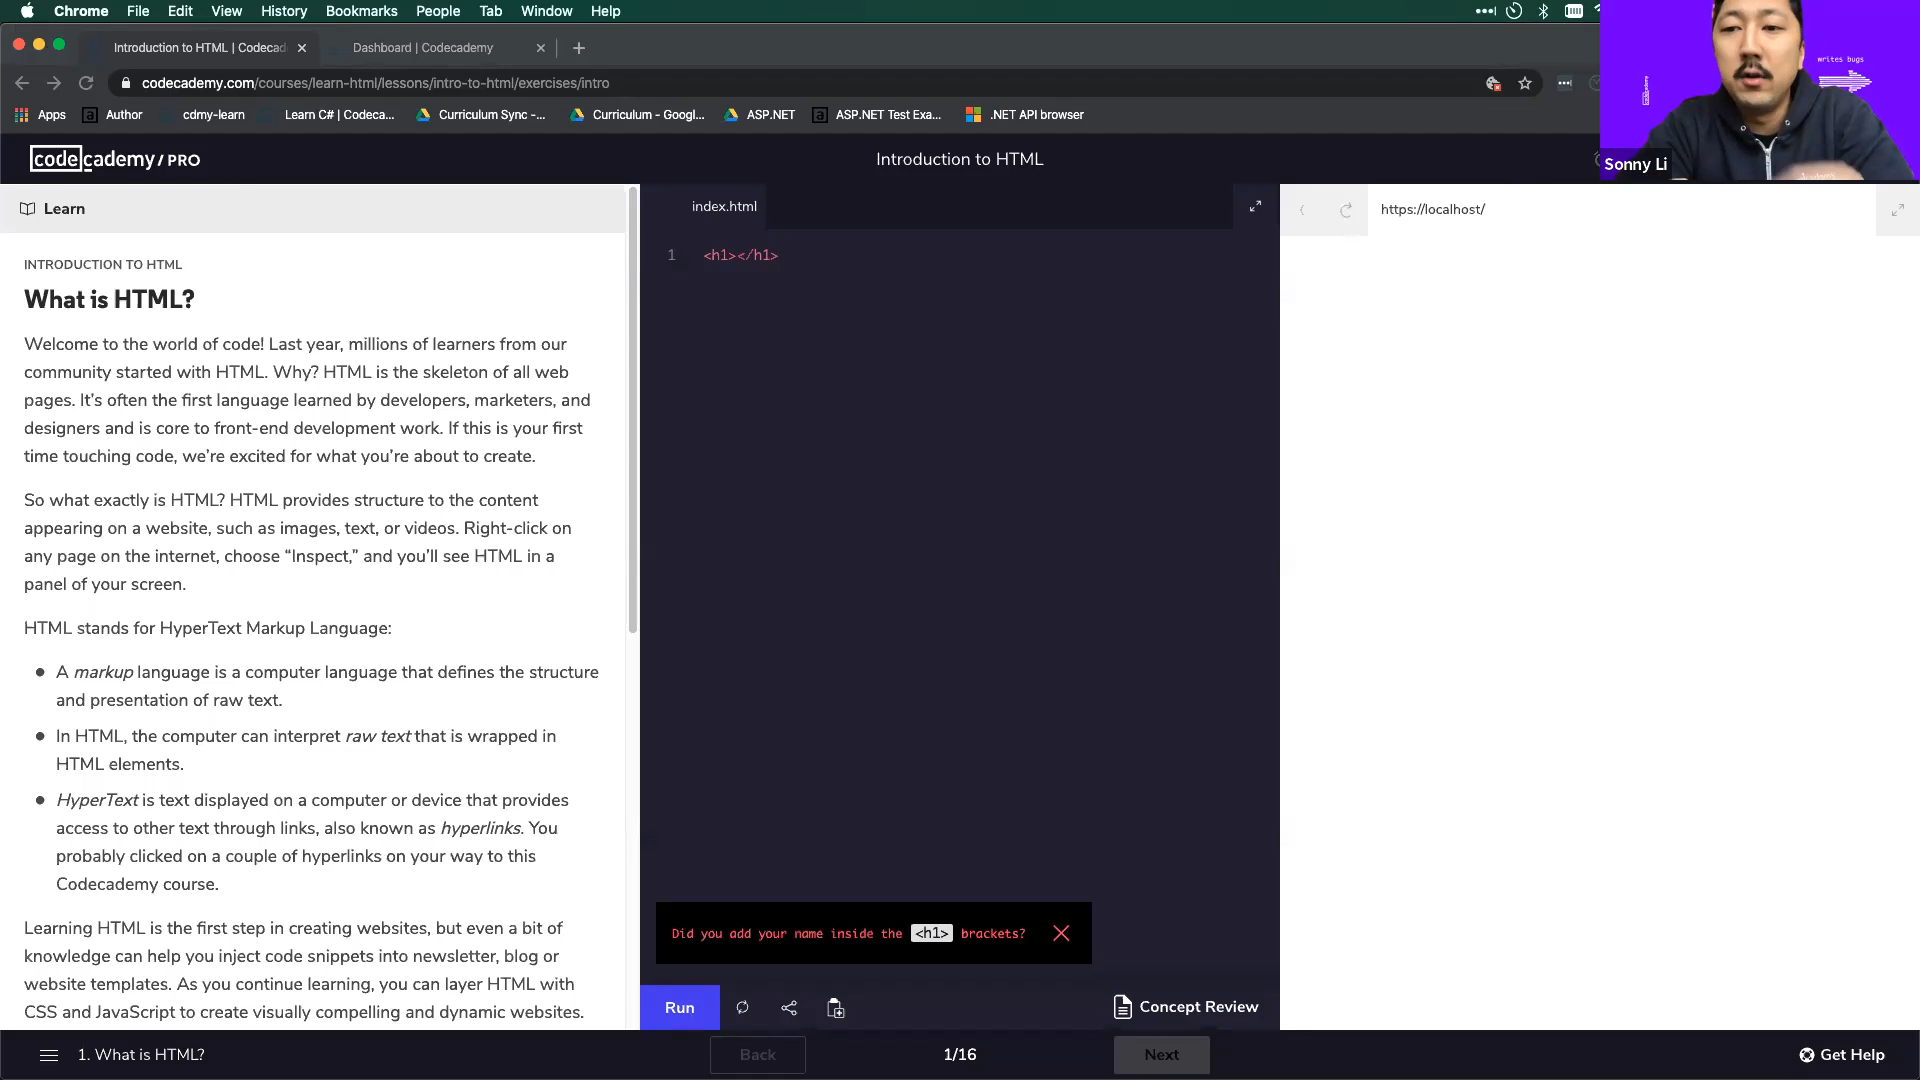 Chrome File Edit View History Bookmarks People Tab Window Help
Introduction to HTML | Codecad
Dashboard | Codecademy
codecademy.com/courses/learn-html/lessons/intro-to-html/exercises/intro
Apps
Author
cdmy-learn
Learn C# | Codeca...
Curriculum Sync -...
Curriculum - Googl...
ASP.NET
ASP.NET Test Exa...
.NET API browser
writes bugs
Sonny Li
codecademy / PRO
Introduction to HTML
Learn
INTRODUCTION TO HTML
What is HTML?
Welcome to the world of code! Last year, millions of learners from our
community started with HTML. Why? HTML is the skeleton of all web
pages. It’s often the first language learned by developers, marketers, and
designers and is core to front-end development work. If this is your first
time touching code, we’re excited for what you’re about to create.
So what exactly is HTML? HTML provides structure to the content
appearing on a website, such as images, text, or videos. Right-click on
any page on the internet, choose “Inspect,” and you’ll see HTML in a
panel of your screen.
HTML stands for HyperText Markup Language:
A markup language is a computer language that defines the structure
and presentation of raw text.
In HTML, the computer can interpret raw text that is wrapped in
HTML elements.
HyperText is text displayed on a computer or device that provides
access to other text through links, also known as hyperlinks. You
probably clicked on a couple of hyperlinks on your way to this
Codecademy course.
Learning HTML is the first step in creating websites, but even a bit of
knowledge can help you inject code snippets into newsletter, blog or
website templates. As you continue learning, you can layer HTML with
CSS and JavaScript to create visually compelling and dynamic websites.
index.html
1 <h1></h1>
Did you add your name inside the <h1> brackets?
Run
Concept Review
https://localhost/
1. What is HTML?
Back
1/16
Next
Get Help